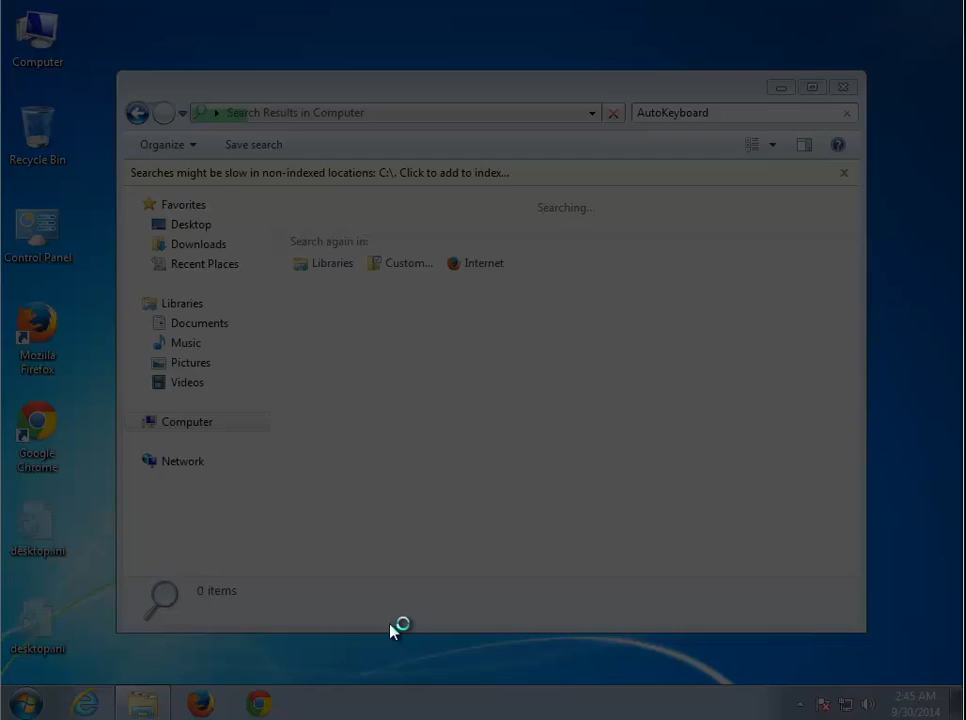 Computer
Recycle Bin
Control Panel
Mozilla
Firefox
Google
Chrome
desktop.ini
desktop.ini
Search Results in Computer
AutoKeyboard
Organize
Save search
Searches might be slow in non-indexed locations: C:\. Click to add to index...
Favorites
Desktop
Downloads
Recent Places
Libraries
Documents
Music
Pictures
Videos
Computer
Network
Searching...
Search again in:
Libraries
Custom...
Internet
0 items
2:45 AM
9/30/2014